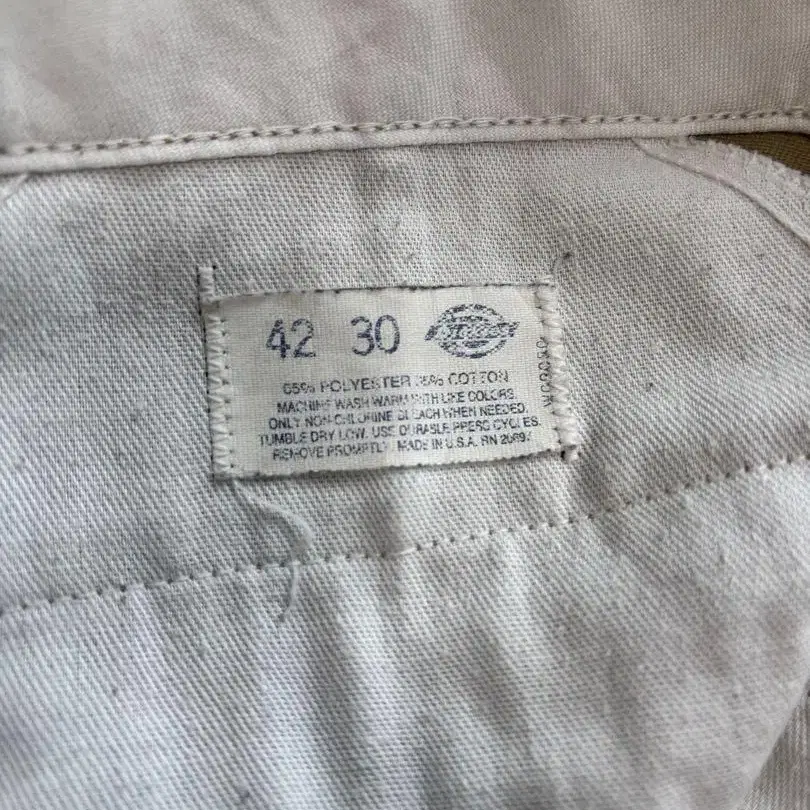 42 30 Dickies
65% POLYESTER 35% COTTON
MACHINE WASH WARM WITH LIKE COLORS.
ONLY NON-CHLORINE BLEACH WHEN NEEDED.
TUMBLE DRY LOW. USE DURABLE PRESS CYCLES.
REMOVE PROMPTLY. MADE IN U.S.A. RN